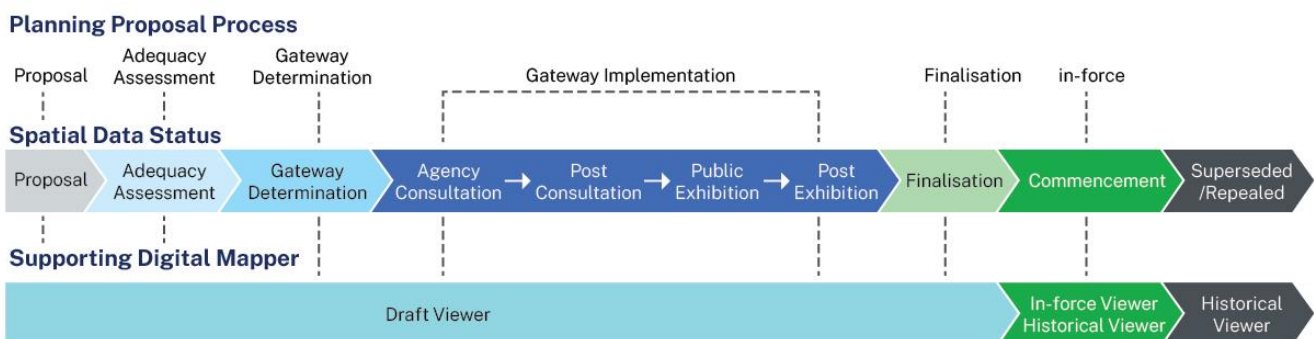 Planning Proposal Process
Proposal
Adequacy
Assessment
Gateway
Determination
Gateway Implementation
Finalisation
in-force
Spatial Data Status
Proposal
Adequacy
Assessment
Gateway
Determination
Agency
Consultation
Post
Consultation
Public
Exhibition
Post
Exhibition
Finalisation
Commencement
Superseded
/Repealed
Supporting Digital Mapper
Draft Viewer
In-force Viewer
Historical Viewer
Historical
Viewer